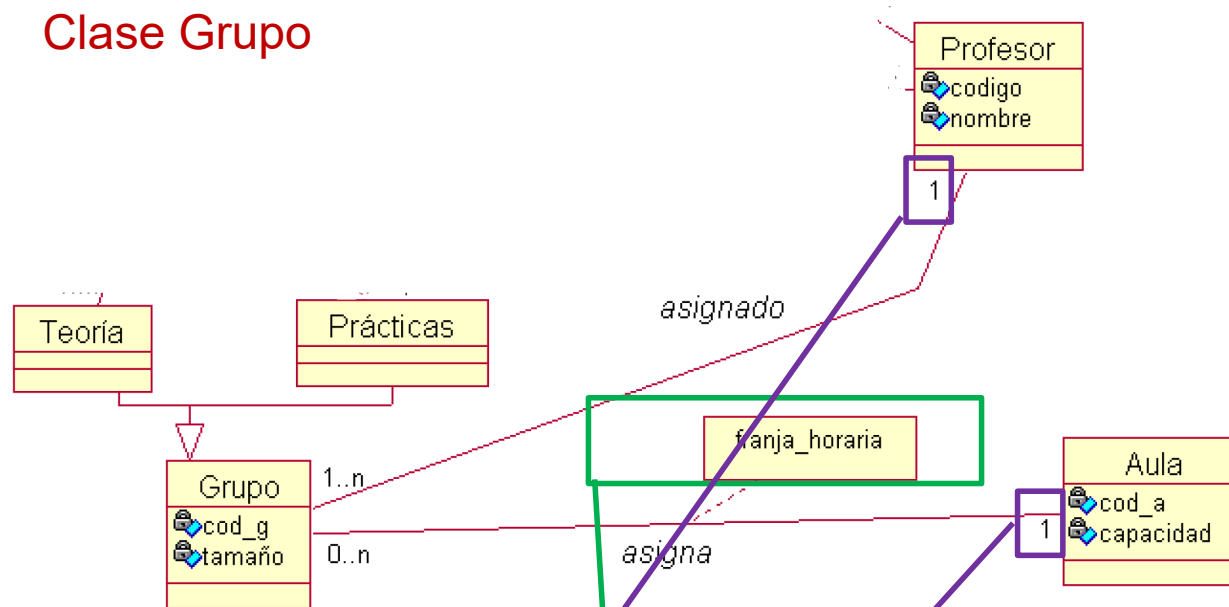 Clase Grupo
Profesor
codigo
nombre
1
asignado
Teoría
Prácticas
franja_horaria
Grupo
cod_g
tamaño
1..n
0..n
asigna
1
Aula
cod_a
capacidad